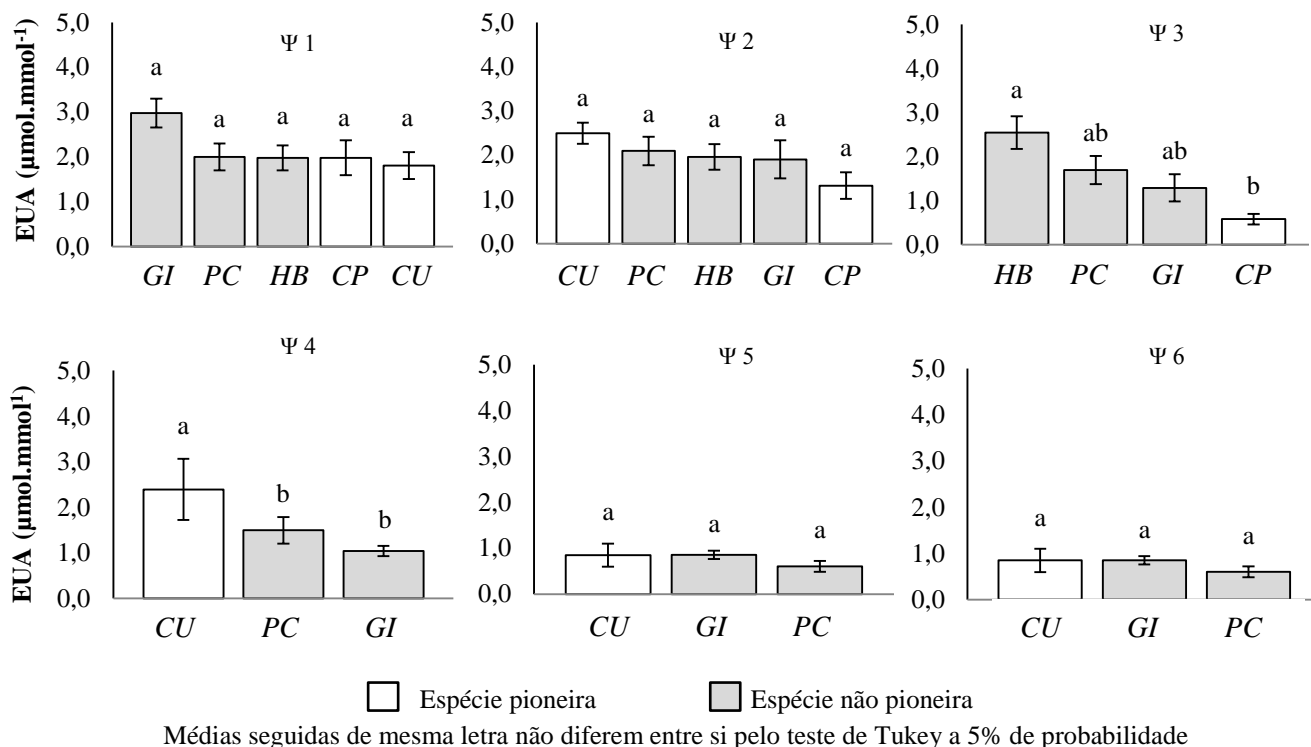 Ψ 1
EUA (µmol.mmol-1)
5,0
4,0
3,0
2,0
1,0
0,0
a
a
a
a
a
GI
PC
HB
CP
CU
Ψ 2
5,0
4,0
3,0
2,0
1,0
0,0
a
a
a
a
a
CU
PC
HB
GI
CP
Ψ 3
5,0
4,0
3,0
2,0
1,0
0,0
a
ab
ab
b
HB
PC
GI
CP
Ψ 4
EUA (µmol.mmol1)
5,0
4,0
3,0
2,0
1,0
0,0
a
b
b
CU
PC
GI
Ψ 5
5,0
4,0
3,0
2,0
1,0
0,0
a
a
a
CU
GI
PC
Ψ 6
5,0
4,0
3,0
2,0
1,0
0,0
a
a
a
CU
GI
PC
Espécie pioneira
Espécie não pioneira
Médias seguidas de mesma letra não diferem entre si pelo teste de Tukey a 5% de probabilidade